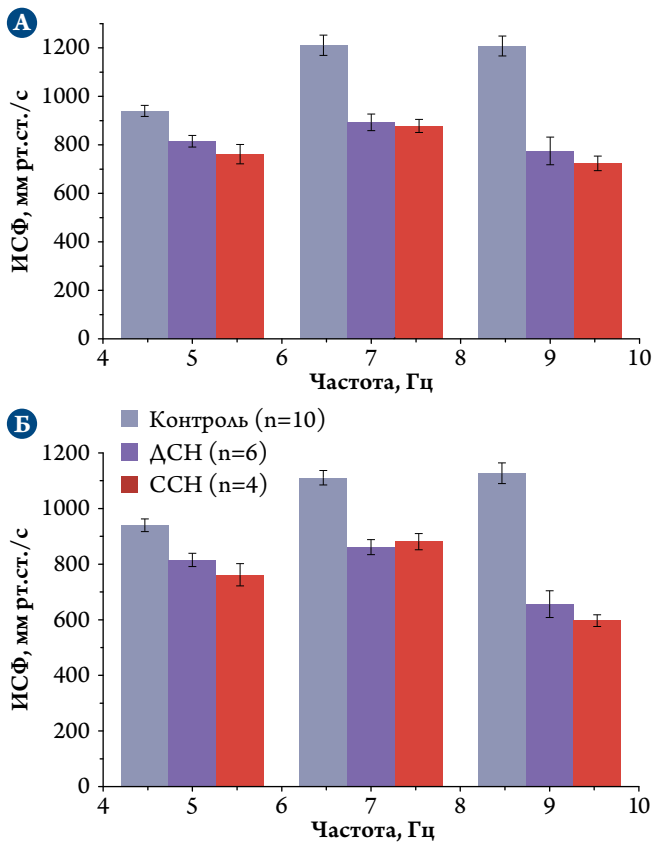 А
ИСФ, мм рт.ст./с
1200
1000
800
600
400
200
0
4 5 6 7 8 9 10
Частота, Гц
Б
Контроль (n=10)
ДСН (n=6)
ССН (n=4)
ИСФ, мм рт.ст./с
1200
1000
800
600
400
200
0
4 5 6 7 8 9 10
Частота, Гц